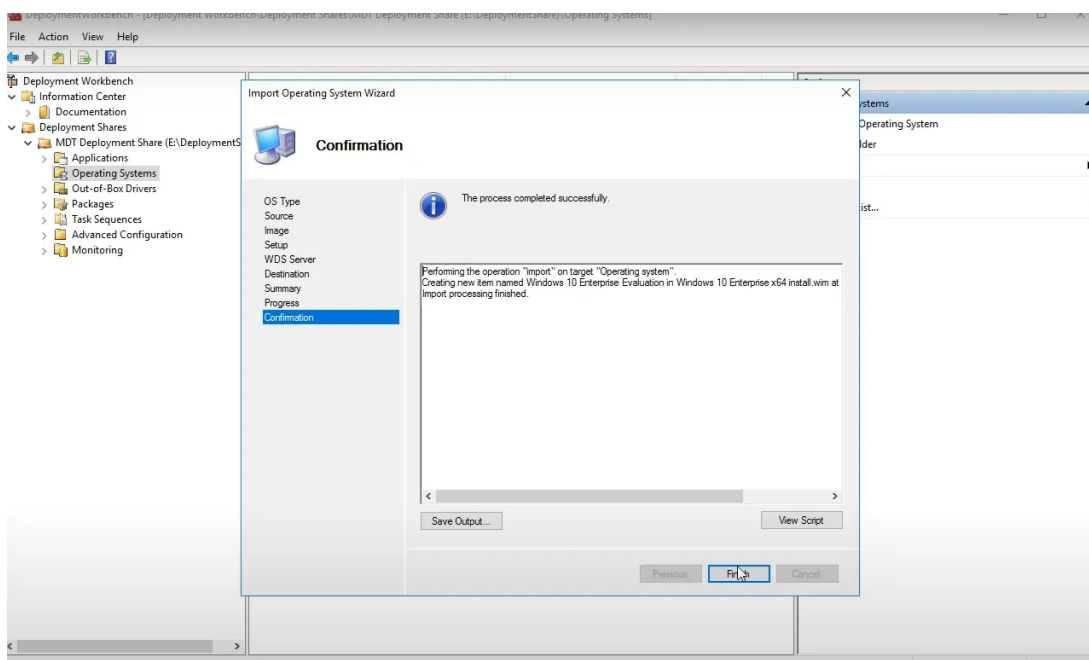 DeploymentWorkbench - [Deployment Workbench\Deployment Shares\MDT Deployment Share (E:\DeploymentShare)\Operating Systems]
File Action View Help
Deployment Workbench
Information Center
Documentation
Deployment Shares
MDT Deployment Share (E:\DeploymentS
Applications
Operating Systems
Out-of-Box Drivers
Packages
Task Sequences
Advanced Configuration
Monitoring
Import Operating System Wizard
Confirmation
OS Type
Source
Image
Setup
WDS Server
Destination
Summary
Progress
Confirmation
The process completed successfully.
Performing the operation "import" on target "Operating system".
Creating new item named Windows 10 Enterprise Evaluation in Windows 10 Enterprise x64 install.wim at
Import processing finished.
Save Output...
View Script
Previous
Cancel
ystems
Operating System
lder
ist...